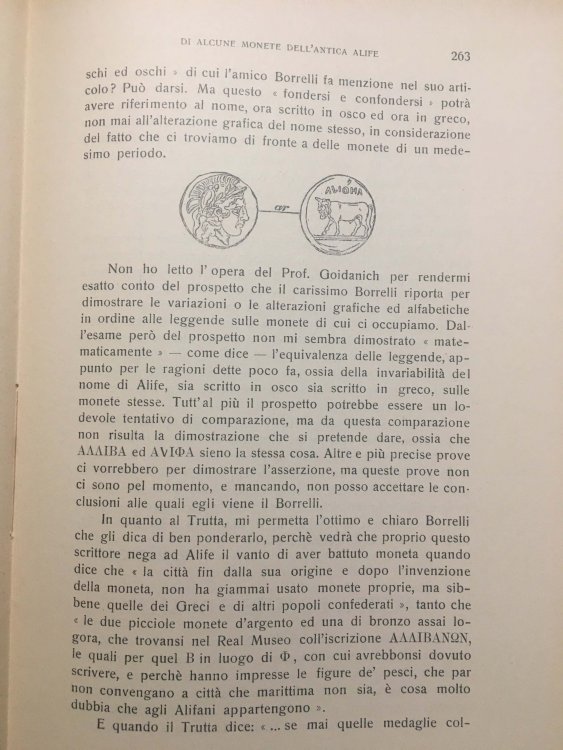 DI ALCUNE MONETE DELL'ANTICA ALIFE
263
schi ed oschi » di cui l'amico Borrelli fa menzione nel suo arti-
colo? Può darsi. Ma questo « fondersi e confondersi » potrà
avere riferimento al nome, ora scritto in osco ed ora in greco,
non mai all'alterazione grafica del nome stesso, in considerazione
del fatto che ci troviamo di fronte a delle monete di un mede-
simo periodo.
Non ho letto l'opera del Prof. Goidanich per rendermi
esatto conto del prospetto che il carissimo Borrelli riporta per
dimostrare le variazioni o le alterazioni grafiche ed alfabetiche
in ordine alle leggende sulle monete di cui ci occupiamo. Dal-
l'esame però del prospetto non mi sembra dimostrato « mate-
maticamente » — come dice — l'equivalenza delle leggende, ap-
punto per le ragioni dette poco fa, ossia della invariabilità del
nome di Alife, sia scritto in osco sia scritto in greco, sulle
monete stesse. Tutt'al più il prospetto potrebbe essere un lo-
devole tentativo di comparazione, ma da questa comparazione
non risulta la dimostrazione che si pretende dare, ossia che
ΑΛΛΙΒΑ ed ΑVΙΦΑ sieno la stessa cosa. Altre e più precise prove
ci vorrebbero per dimostrare l'asserzione, ma queste prove non
ci sono pel momento, e mancando, non posso accettare le con-
clusioni alle quali egli viene il Borrelli.
In quanto al Trutta, mi permetta l'ottimo e chiaro Borrelli
che gli dica di ben ponderarlo, perchè vedrà che proprio questo
scrittore nega ad Alife il vanto di aver battuto moneta quando
dice che « la città fin dalla sua origine e dopo l'invenzione
della moneta, non ha giammai usato monete proprie, ma sib-
bene quelle dei Greci e di altri popoli confederati », tanto che
« le due picciole monete d'argento ed una di bronzo assai lo-
gora, che trovansi nel Real Museo coll'iscrizione ΑΛΛΙΒΑΝΩΝ,
le quali per quel Β in luogo di Φ, con cui avrebbonsi dovuto
scrivere, e perchè hanno impresse le figure de' pesci, che par
non convengano a città che marittima non sia, è cosa molto
dubbia che agli Alifani appartengono ».
E quando il Trutta dice: « ... se mai quelle medaglie col-